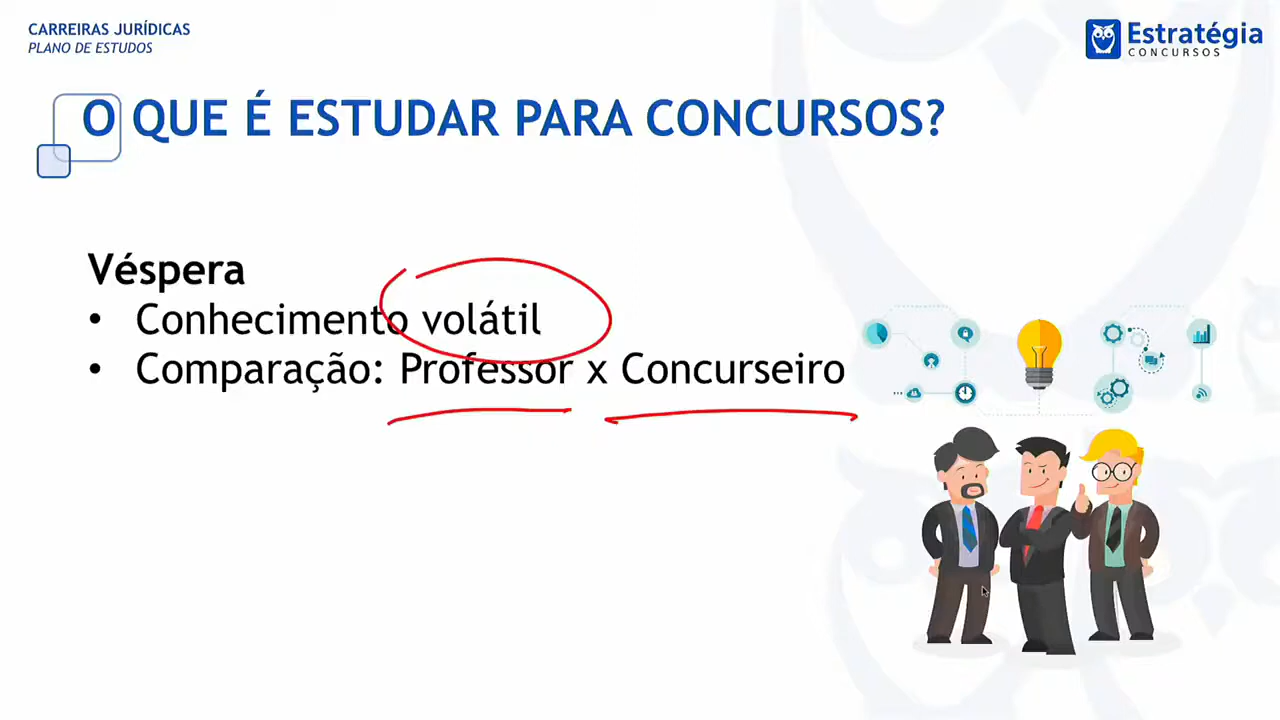 CARREIRAS JURÍDICAS
PLANO DE ESTUDOS
Estratégia
CONCURSOS
O QUE É ESTUDAR PARA CONCURSOS?
Véspera
• Conhecimento volátil
• Comparação: Professor x Concurseiro